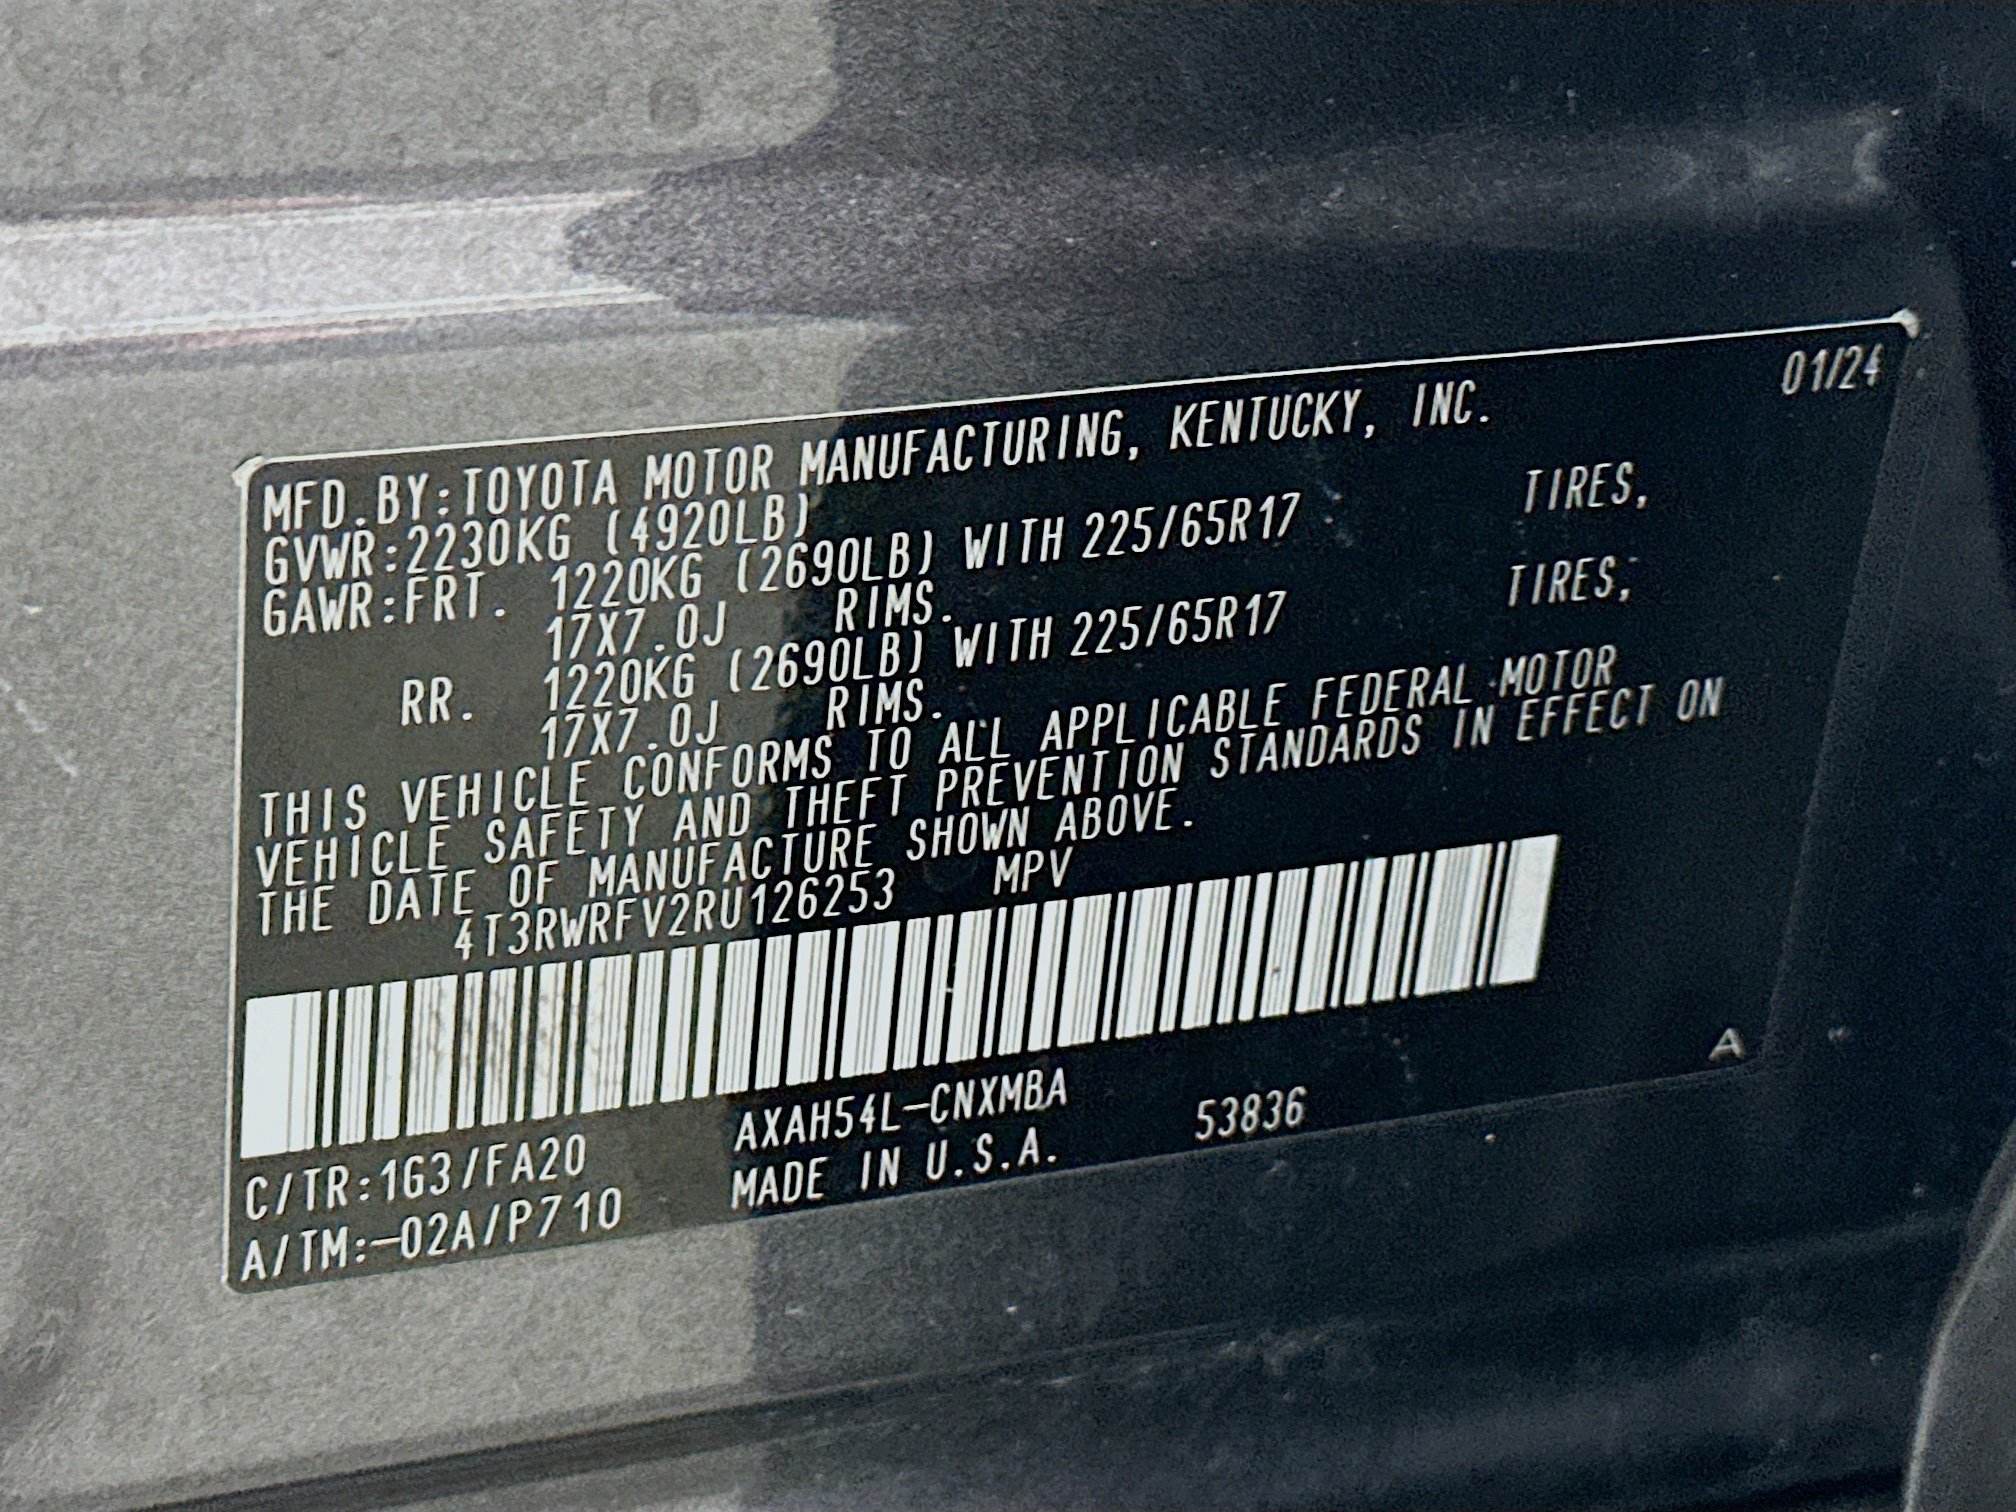 01/24
MFD.BY:TOYOTA MOTOR MANUFACTURING, KENTUCKY, INC.
GVWR:2230KG (4920LB)
GAWR:FRT. 1220KG (2690LB) WITH 225/65R17 TIRES,
17X7.0J RIMS.
RR. 1220KG (2690LB) WITH 225/65R17 TIRES,
17X7.0J RIMS.
THIS VEHICLE CONFORMS TO ALL APPLICABLE FEDERAL MOTOR
VEHICLE SAFETY AND THEFT PREVENTION STANDARDS IN EFFECT ON
THE DATE OF MANUFACTURE SHOWN ABOVE.
4T3RWRFV2RU126253 MPV
C/TR:1G3/FA20 AXAH54L-CNXMBA 53836
A/TM:-02A/P710 MADE IN U.S.A.
A